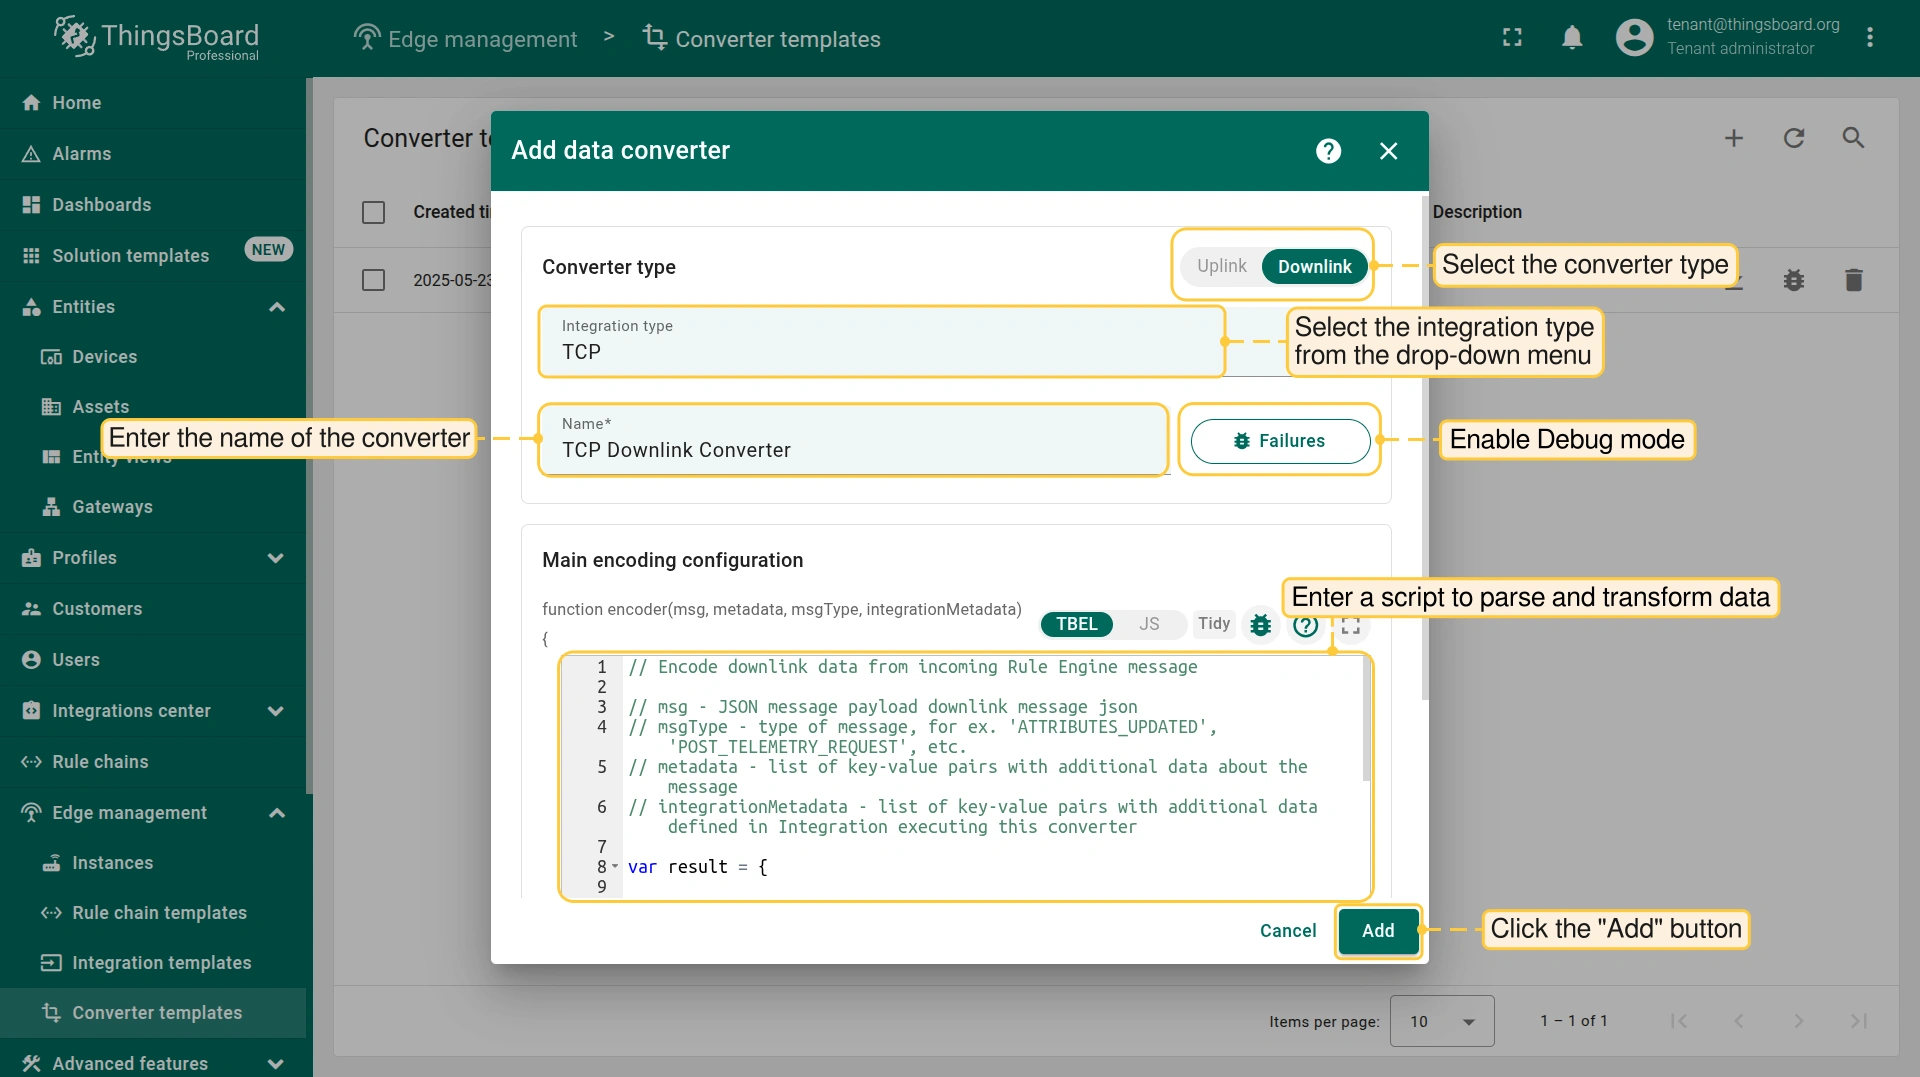 ThingsBoard
Professional
Edge management > Converter templates
tenant@thingsboard.org
Tenant administrator
Home
Alarms
Dashboards
Solution templates NEW
Entities
Devices
Assets
Gateways
Profiles
Customers
Users
Integrations center
Rule chains
Edge management
Instances
Rule chain templates
Integration templates
Converter templates
Advanced features
Converter
Created
Description
2025-05-23
Add data converter
Converter type
Uplink Downlink
Select the converter type
Integration type
TCP
Select the integration type
from the drop-down menu
Name*
TCP Downlink Converter
Enter the name of the converter
Failures
Enable Debug mode
Main encoding configuration
function encoder(msg, metadata, msgType, integrationMetadata)
{
TBEL JS Tidy
Enter a script to parse and transform data
1 // Encode downlink data from incoming Rule Engine message
2
3 // msg - JSON message payload downlink message json
4 // msgType - type of message, for ex. 'ATTRIBUTES_UPDATED',
'POST_TELEMETRY_REQUEST', etc.
5 // metadata - list of key-value pairs with additional data about the
message
6 // integrationMetadata - list of key-value pairs with additional data
defined in Integration executing this converter
7
8 var result = {
9
Cancel Add
Click the "Add" button
Items per page: 10 1 – 1 of 1